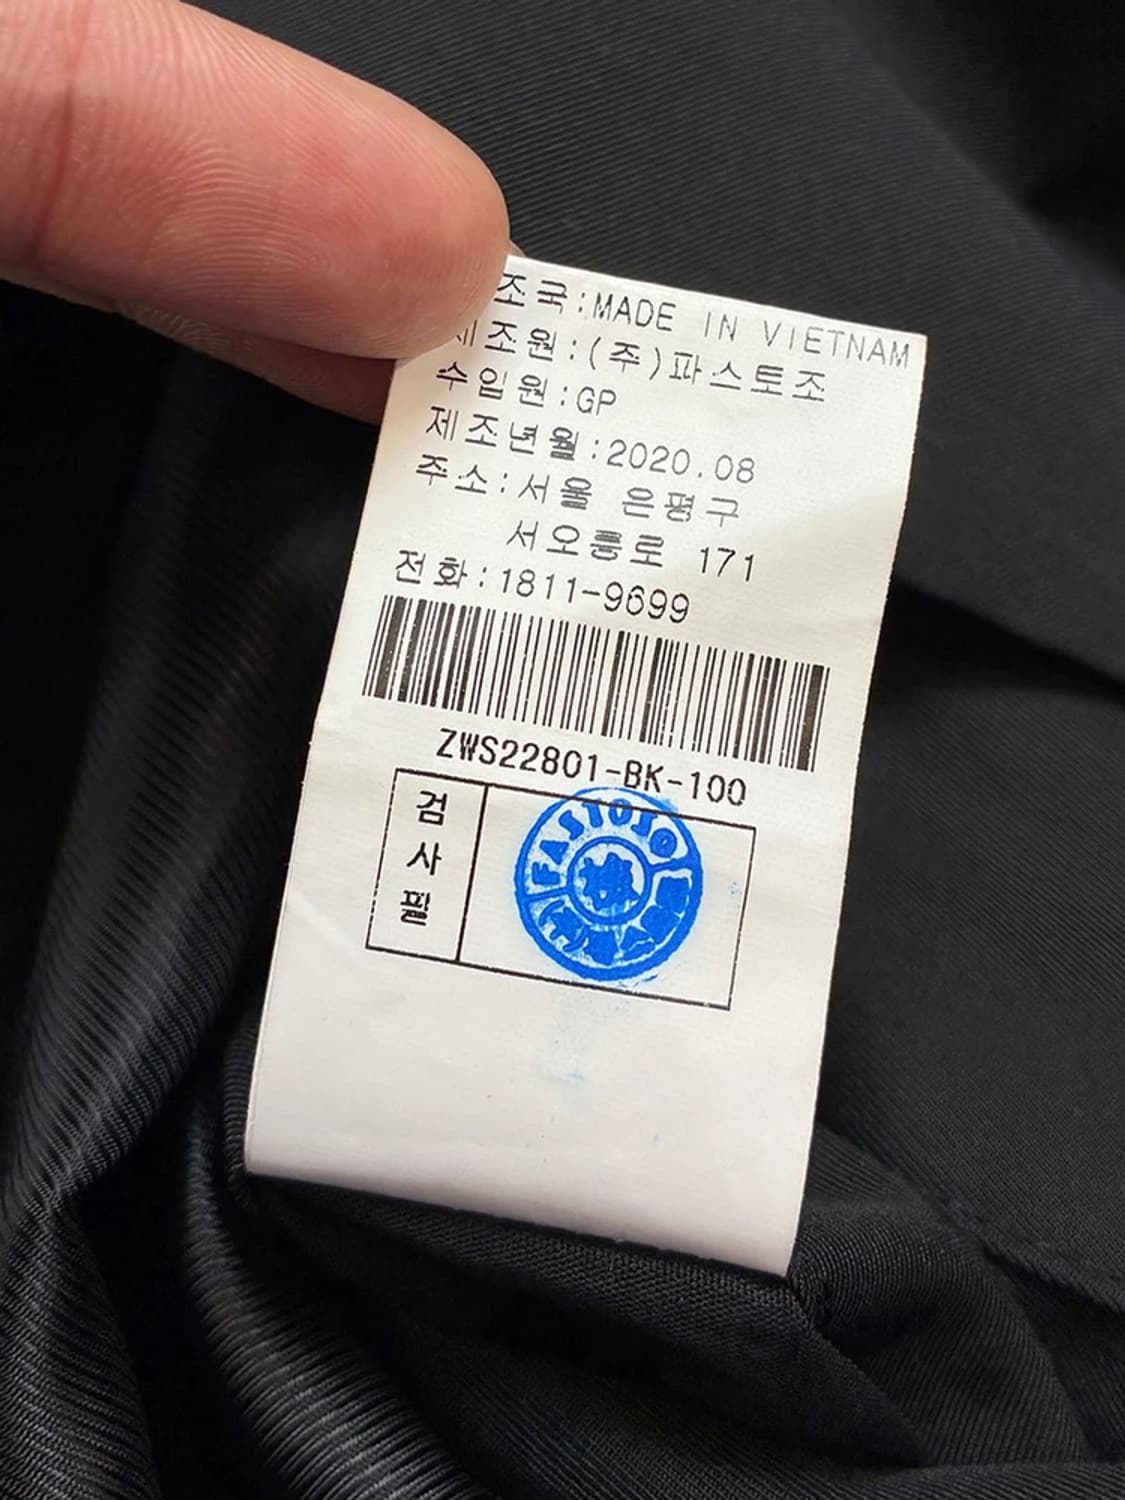 조국:MADE IN VIETNAM
제조원:(주)파스토조
수입원:GP
제조년월:2020.08
주소:서울 은평구
서오릉로 171
전화:1811-9699
ZWS22801-BK-100
검사필
FASTOSO